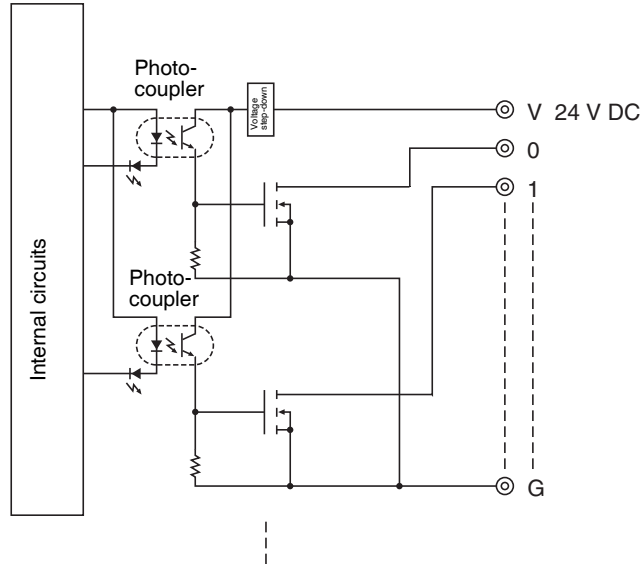 Photo-
coupler
Voltage
step-down
V 24 V DC
0
1
Internal circuits
Photo-
coupler
G